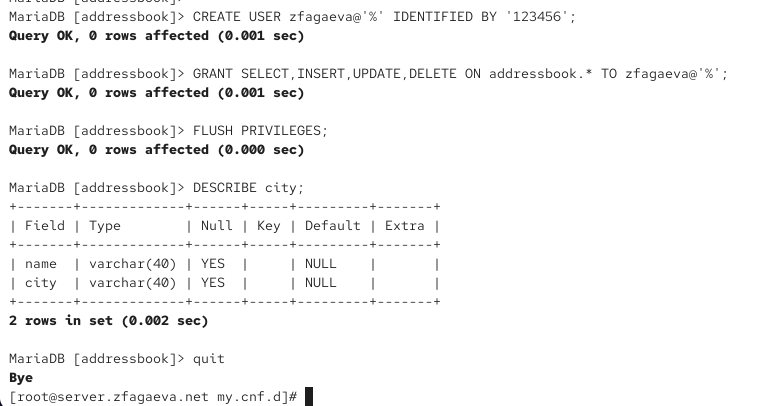 MariaDB [addressbook]> CREATE USER zfagaeva@'%' IDENTIFIED BY '123456';
Query OK, 0 rows affected (0.001 sec)
MariaDB [addressbook]> GRANT SELECT,INSERT,UPDATE,DELETE ON addressbook.* TO zfagaeva@'%';
Query OK, 0 rows affected (0.001 sec)
MariaDB [addressbook]> FLUSH PRIVILEGES;
Query OK, 0 rows affected (0.000 sec)
MariaDB [addressbook]> DESCRIBE city;
+-------+-------------+------+-----+---------+-------+
| Field | Type        | Null | Key | Default | Extra |
+-------+-------------+------+-----+---------+-------+
| name  | varchar(40) | YES  |     | NULL    |       |
| city  | varchar(40) | YES  |     | NULL    |       |
+-------+-------------+------+-----+---------+-------+
2 rows in set (0.002 sec)
MariaDB [addressbook]> quit
Bye
[root@server.zfagaeva.net my.cnf.d]#